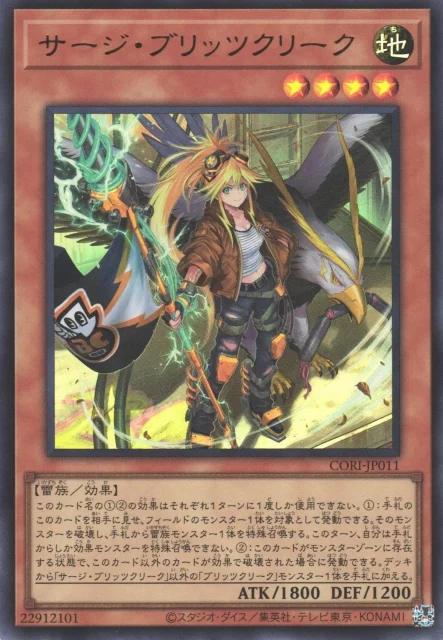 サージ・ブリッツクリーク
地
CORI-JP011
【雷族／効果】
このカード名の①②の効果はそれぞれ1ターンに1度しか使用できない。①：手札の
このカードを相手に見せ、フィールドのモンスター1体を対象として発動できる。そのモン
スターを破壊し、手札から雷族モンスター1体を特殊召喚する。このターン、自分は手札
からしか効果モンスターを特殊召喚できない。②：このカードがモンスターゾーンに存在
する状態で、このカード以外のカードが効果で破壊された場合に発動できる。デッキ
から「サージ・ブリッツクリーク」以外の「ブリッツクリーク」モンスター1体を手札に加える。
ATK/1800 DEF/1200
22912101
©スタジオ・ダイス／集英社・テレビ東京・KONAMI